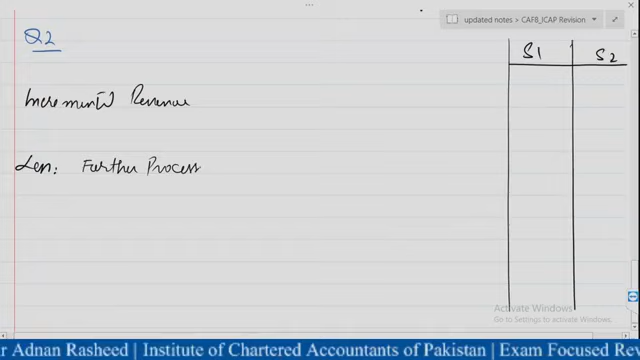 updated notes > CAF8_ICAP Revision
Q2
S1 S2
Incremental Revenue
Less: Further Process
Activate Windows
Go to Settings to activate Windows.
r Adnan Rasheed | Institute of Chartered Accountants of Pakistan | Exam Focused Rev